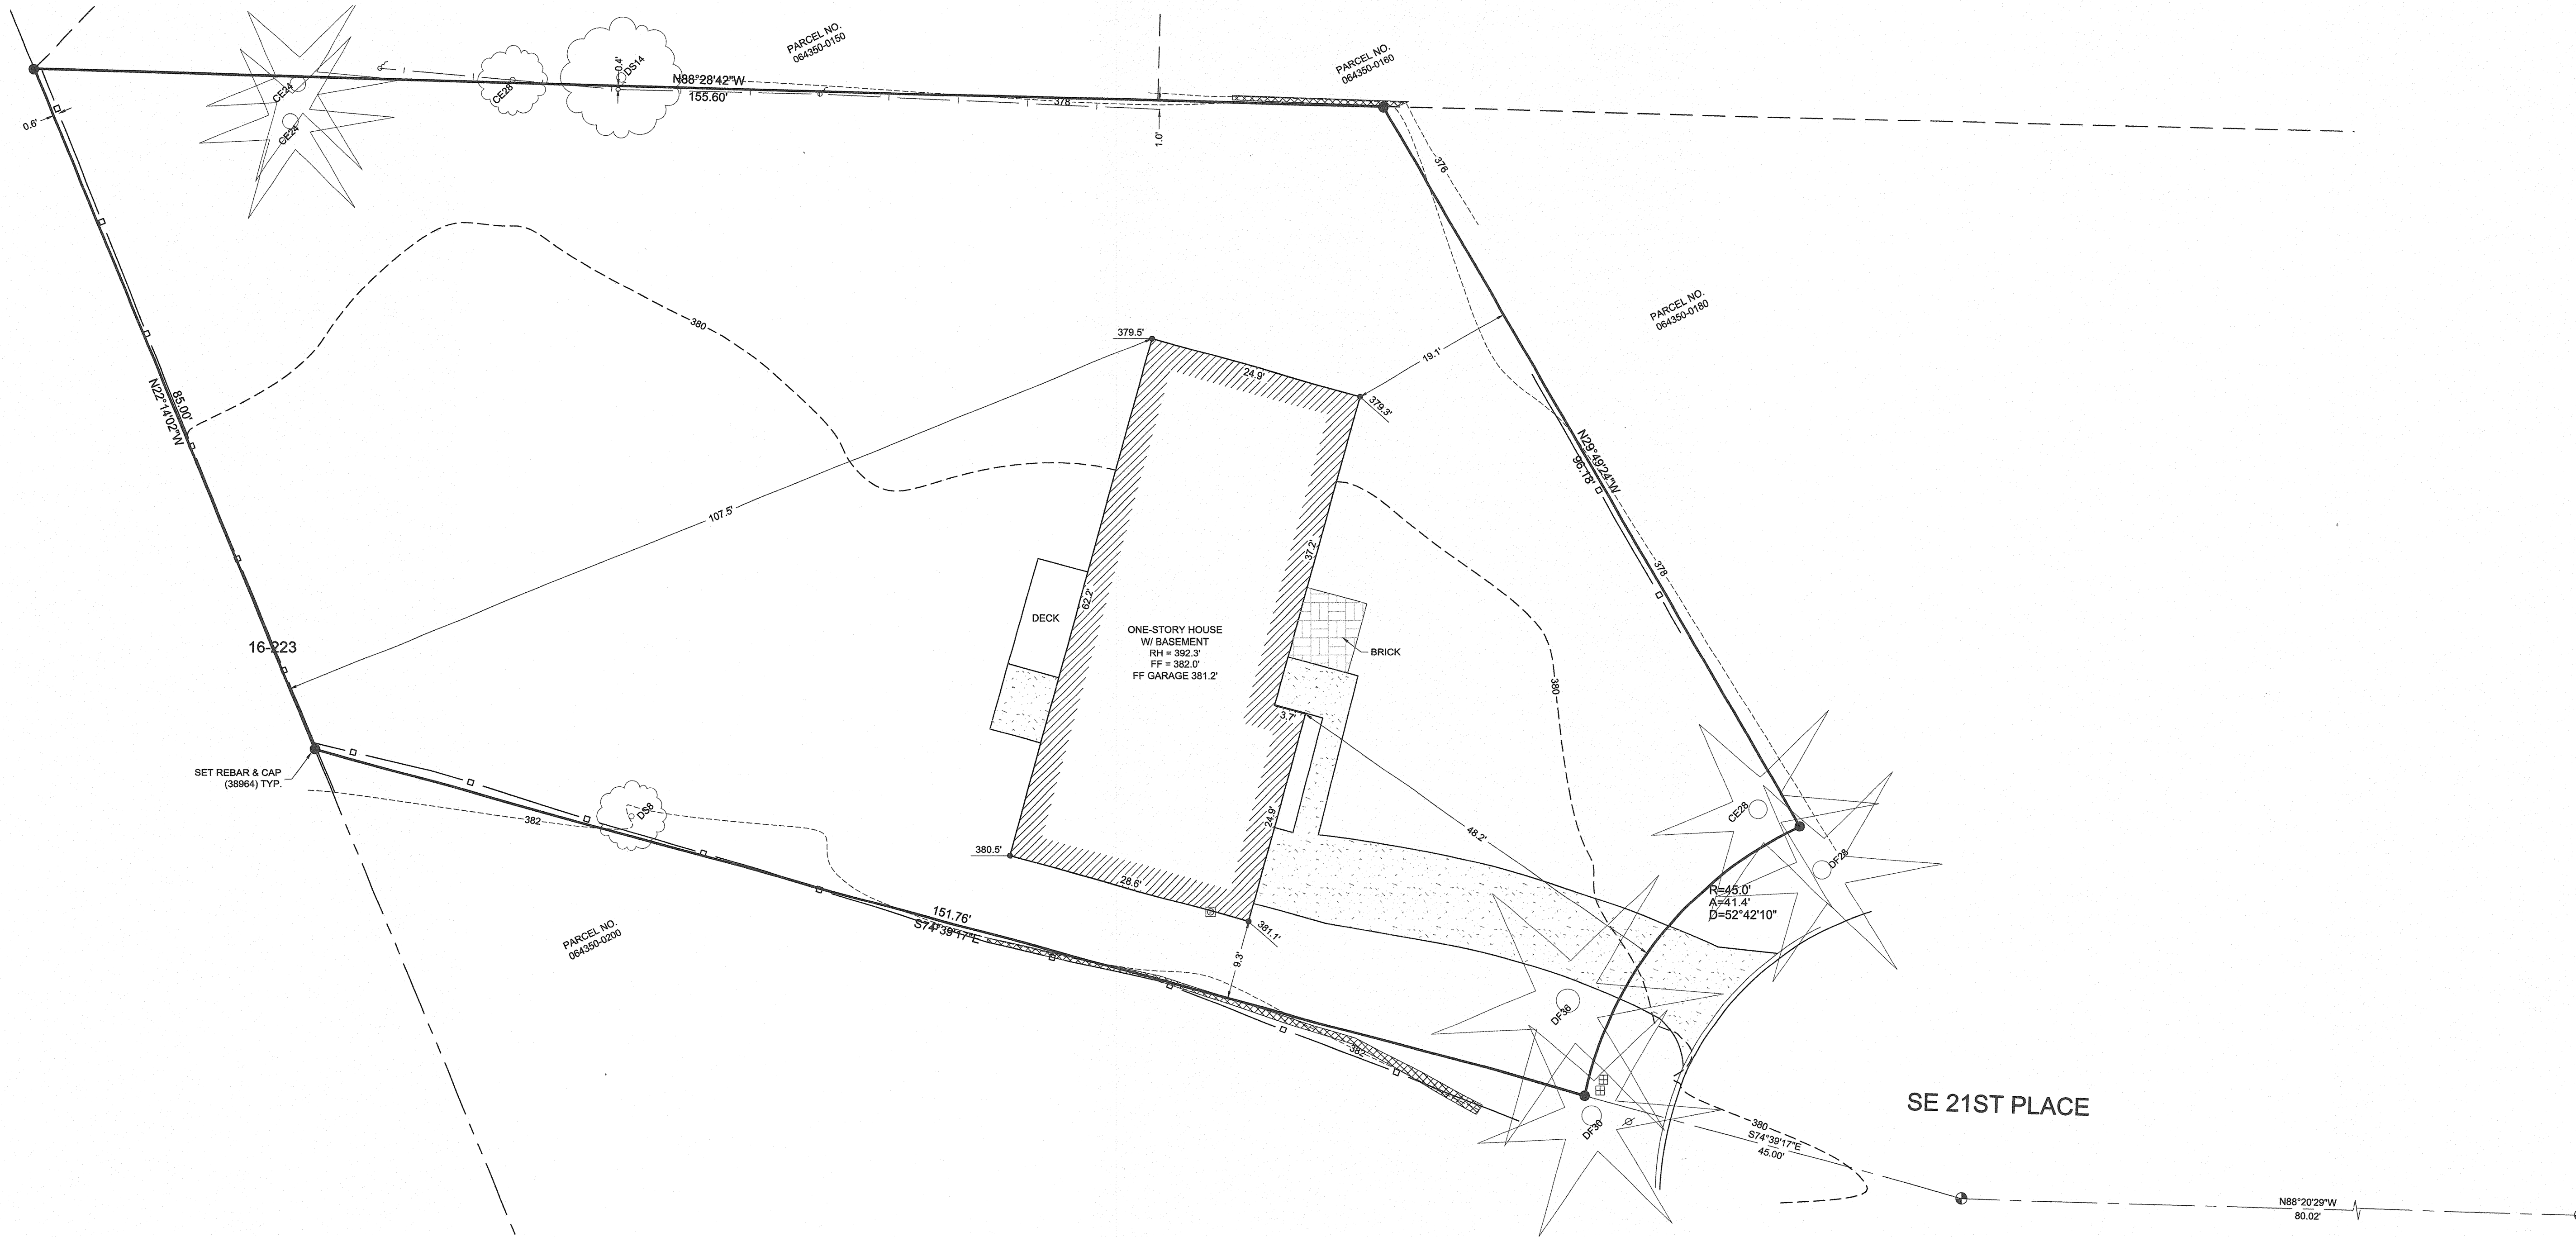 PARCEL NO.
064350-0150
PARCEL NO.
064350-0160
0.4'
DS14
CE24
CE28
N88°28'42"W
155.60'
378
0.6'
CE24
1.0'
376
PARCEL NO.
064350-0180
380
379.5'
24.9'
19.1'
379.3'
85.00'
N22°14'02"W
N29°49'24"W
96.18'
107.5'
37.2'
378
62.2'
DECK
ONE-STORY HOUSE
W/ BASEMENT
RH = 392.3'
FF = 382.0'
FF GARAGE 381.2'
BRICK
16-223
380
3.7'
SET REBAR & CAP
(38964) TYP.
382
DS8
24.9'
48.2'
CE28
DF28
380.5'
28.6'
R=45.0'
A=41.4'
D=52°42'10"
151.76'
S74°39'17"E
381.1'
PARCEL NO.
064350-0200
9.3'
DF36
382
DF30
SE 21ST PLACE
380
S74°39'17"E
45.00'
N88°20'29"W
80.02'